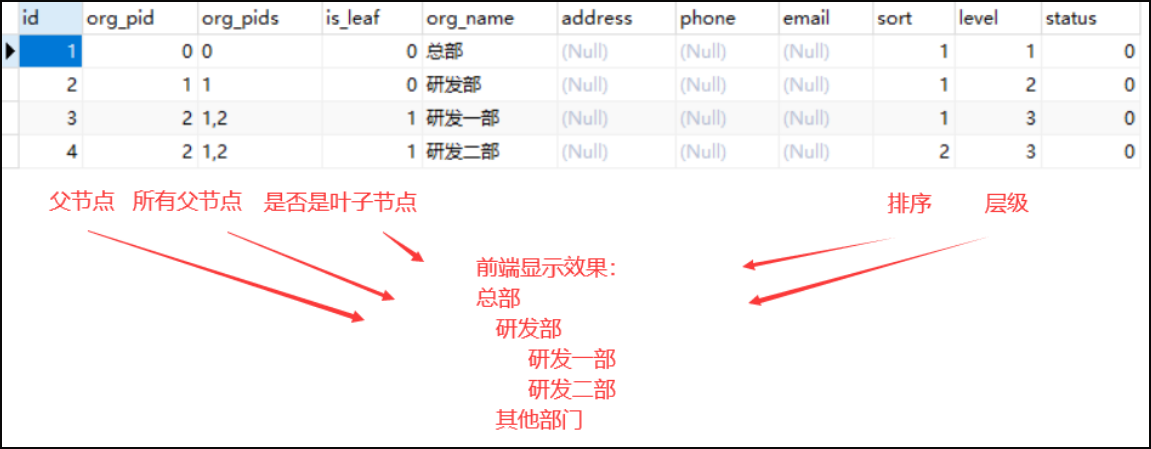 id org_pid org_pids is_leaf org_name address phone email sort level status
1 0 0 0 总部 (Null) (Null) (Null) 1 1 0
2 1 1 0 研发部 (Null) (Null) (Null) 1 2 0
3 2 1,2 1 研发一部 (Null) (Null) (Null) 1 3 0
4 2 1,2 1 研发二部 (Null) (Null) (Null) 2 3 0
父节点 所有父节点 是否是叶子节点 排序 层级
前端显示效果：
总部
研发部
研发一部
研发二部
其他部门